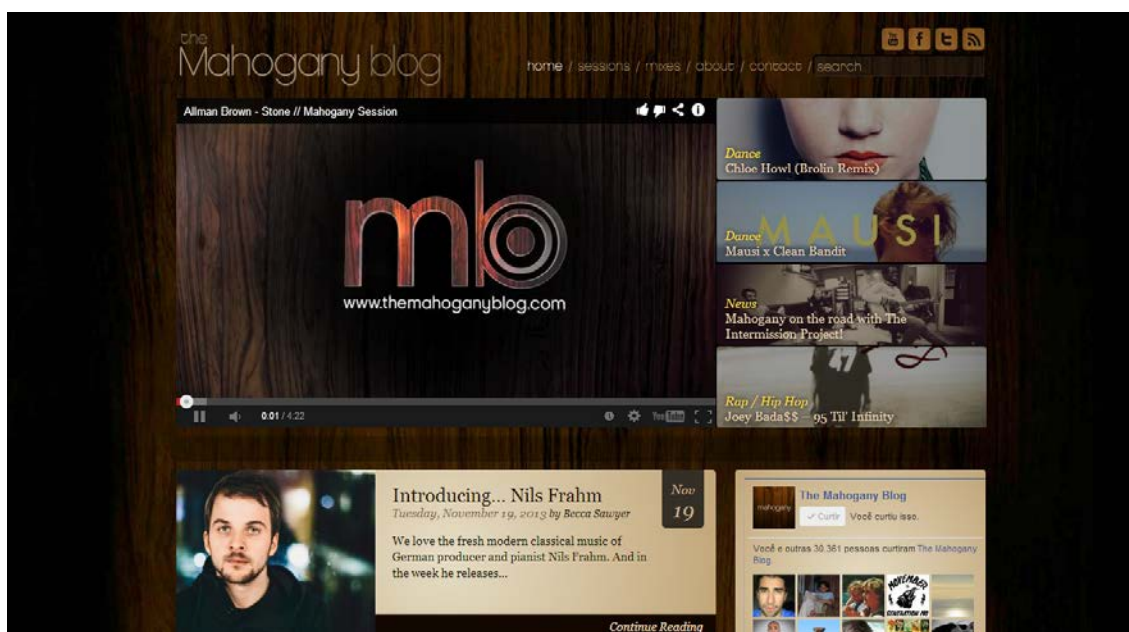 the
Mahogany blog
home / sessions / mixes / about / contact / search
Allman Brown - Stone // Mahogany Session
mb
www.themahoganyblog.com
0:01 / 4:22
YouTube
Dance
Chloe Howl (Brolin Remix)
MAUSI
Dance
Mausi x Clean Bandit
News
Mahogany on the road with The
Intermission Project!
Rap / Hip Hop
Joey Bada$$ – 95 Til' Infinity
Introducing... Nils Frahm
Tuesday, November 19, 2013 by Becca Sawyer
We love the fresh modern classical music of
German producer and pianist Nils Frahm. And in
the week he releases...
Continue Reading
Nov
19
mahogany
The Mahogany Blog
Curtir Você curtiu isso.
Você e outras 30.361 pessoas curtiram The Mahogany
Blog.
MOVEMBER